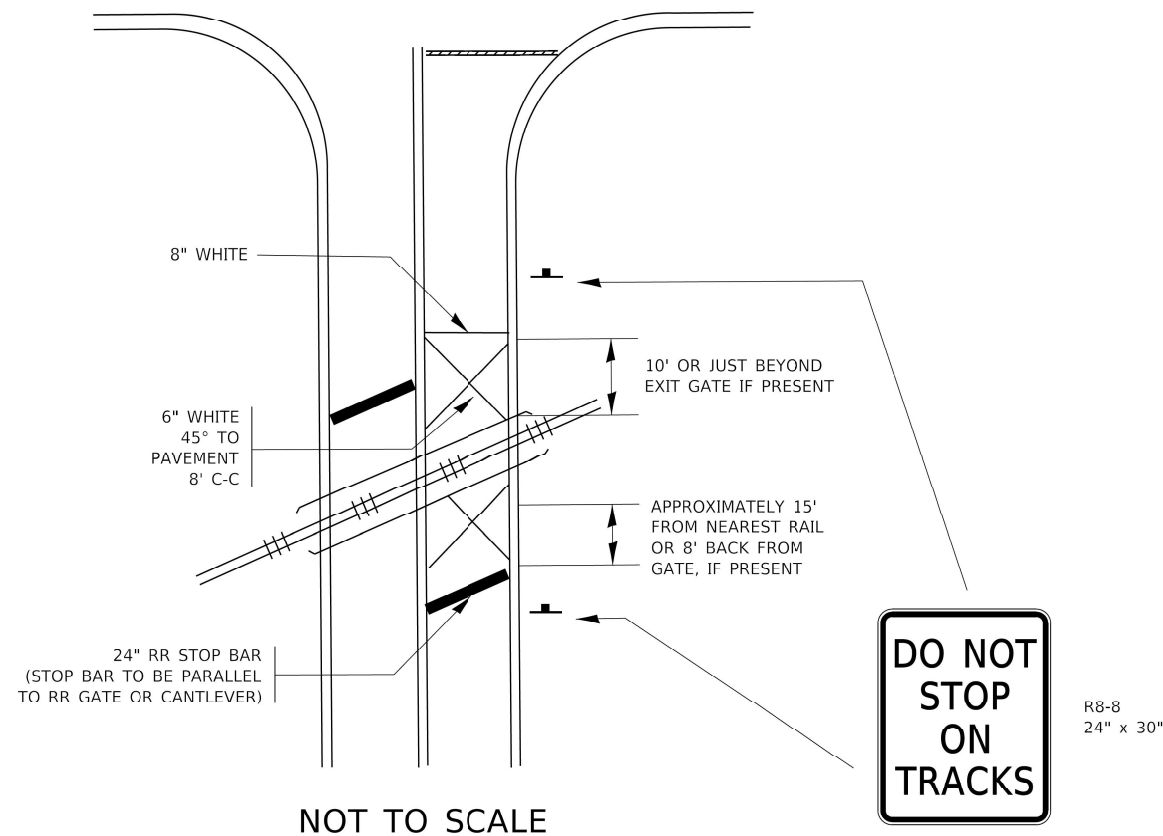 8" WHITE
10' OR JUST BEYOND
EXIT GATE IF PRESENT
6" WHITE
45° TO
PAVEMENT
8' C-C
APPROXIMATELY 15'
FROM NEAREST RAIL
OR 8' BACK FROM
GATE, IF PRESENT
24" RR STOP BAR
(STOP BAR TO BE PARALLEL
TO RR GATE OR CANTLEVER)
DO NOT
STOP
ON
TRACKS
R8-8
24" x 30"
NOT TO SCALE